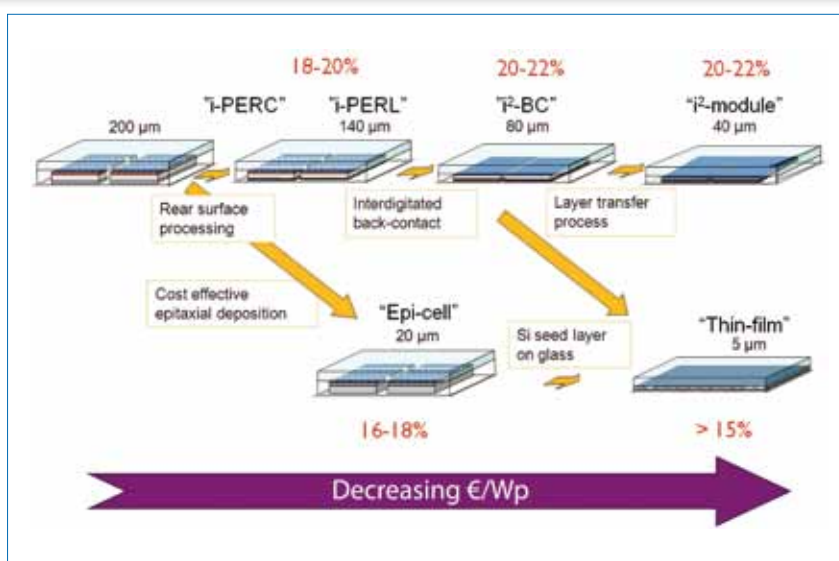 18-20%
20-22%
20-22%
"i-PERC"
"i-PERL"
"i²-BC"
"i²-module"
200 µm
140 µm
80 µm
40 µm
Rear surface
processing
Interdigitated
back-contact
Layer transfer
process
Cost effective
epitaxial deposition
"Epi-cell"
20 µm
Si seed layer
on glass
"Thin-film"
5 µm
16-18%
> 15%
Decreasing €/Wp